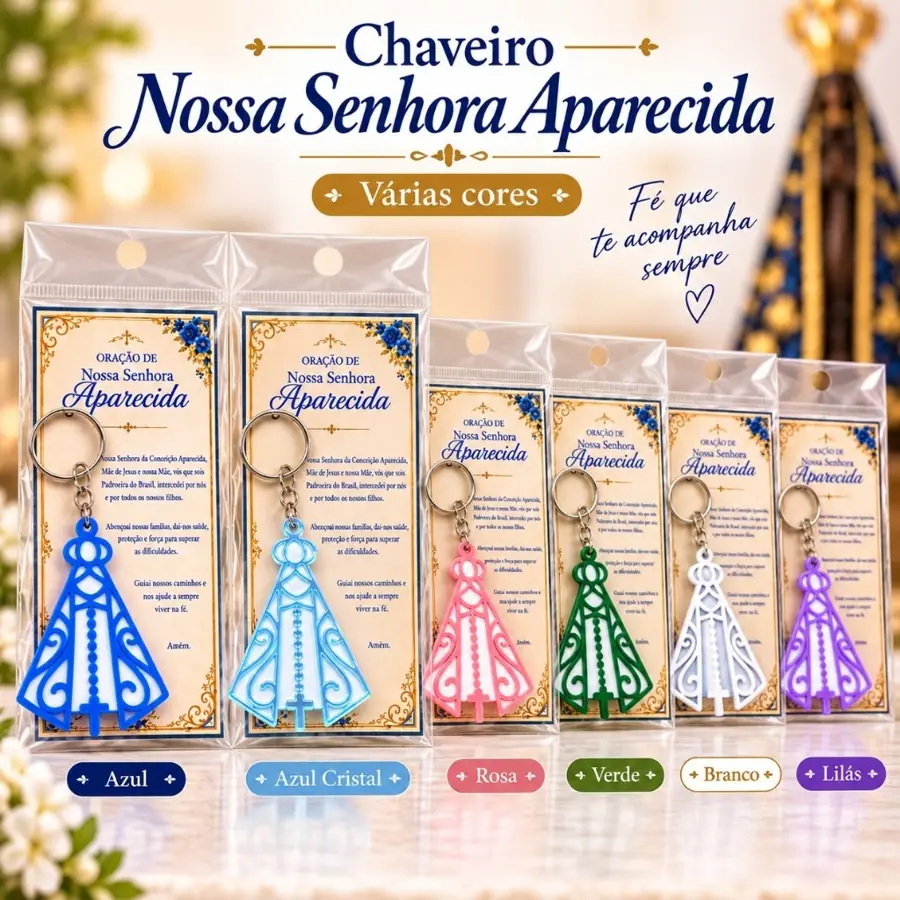 Chaveiro
Nossa Senhora Aparecida
Várias cores
Fé que
te acompanha
sempre
ORAÇÃO DE
Nossa Senhora
Aparecida
Nossa Senhora da Conceição Aparecida,
Mãe de Jesus e nossa Mãe, vós que sois
Padroeira do Brasil, intercedei por nós
e por todos os nossos filhos.
Abençoai nossas famílias, dai-nos saúde,
proteção e força para superar
as dificuldades.
Guiai nossos caminhos e
nos ajude a sempre
viver na fé.
Amém.
ORAÇÃO DE
Nossa Senhora
Aparecida
Nossa Senhora da Conceição Aparecida,
Mãe de Jesus e nossa Mãe, vós que sois
Padroeira do Brasil, intercedei por nós
e por todos os nossos filhos.
Abençoai nossas famílias, dai-nos saúde,
proteção e força para superar
as dificuldades.
Guiai nossos caminhos e
nos ajude a sempre
viver na fé.
Amém.
ORAÇÃO DE
Nossa Senhora
Aparecida
ORAÇÃO DE
Nossa Senhora
Aparecida
ORAÇÃO DE
Nossa Senhora
Aparecida
ORAÇÃO DE
Nossa Senhora
Aparecida
Azul
Azul Cristal
Rosa
Verde
Branco
Lilás